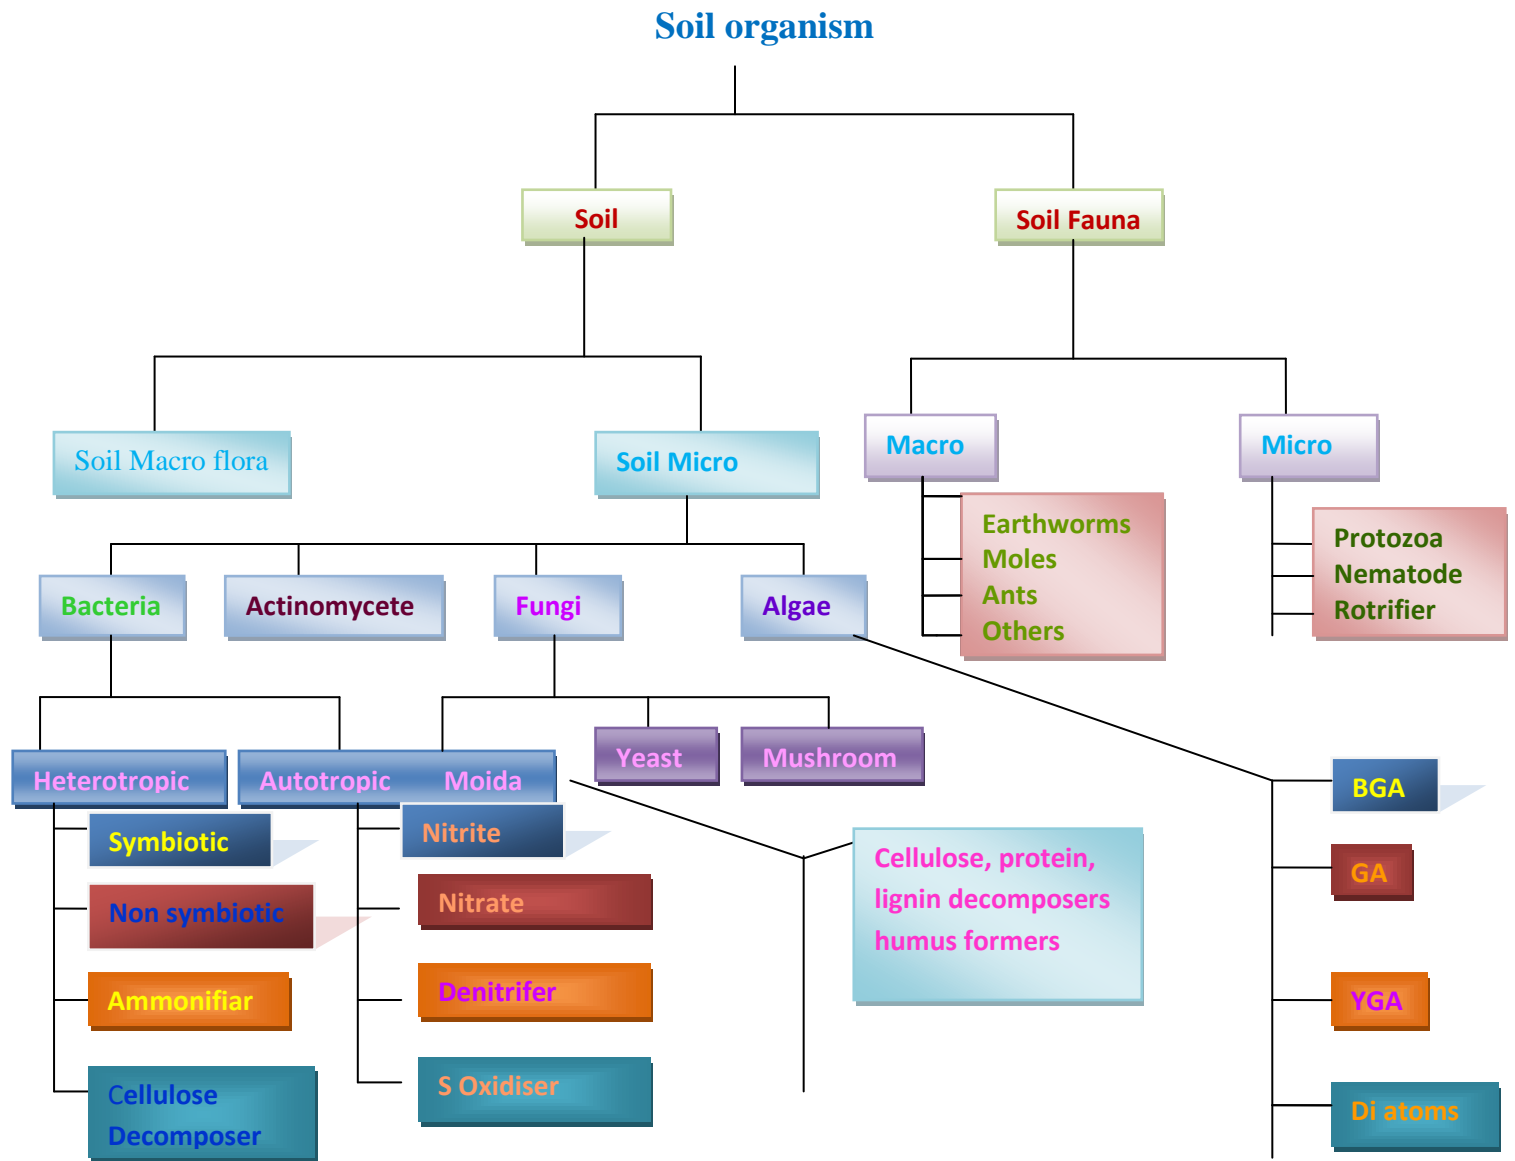 Soil organism
Soil
Soil Fauna
Soil Macro flora
Soil Micro
Macro
Micro
Earthworms
Moles
Ants
Others
Protozoa
Nematode
Rotrifier
Bacteria
Actinomycete
Fungi
Algae
Heterotropic
Autotropic
Moida
Yeast
Mushroom
Symbiotic
Non symbiotic
Ammonifiar
Cellulose
Decomposer
Nitrite
Nitrate
Denitrifer
S Oxidiser
Cellulose, protein,
lignin decomposers
humus formers
BGA
GA
YGA
Di atoms